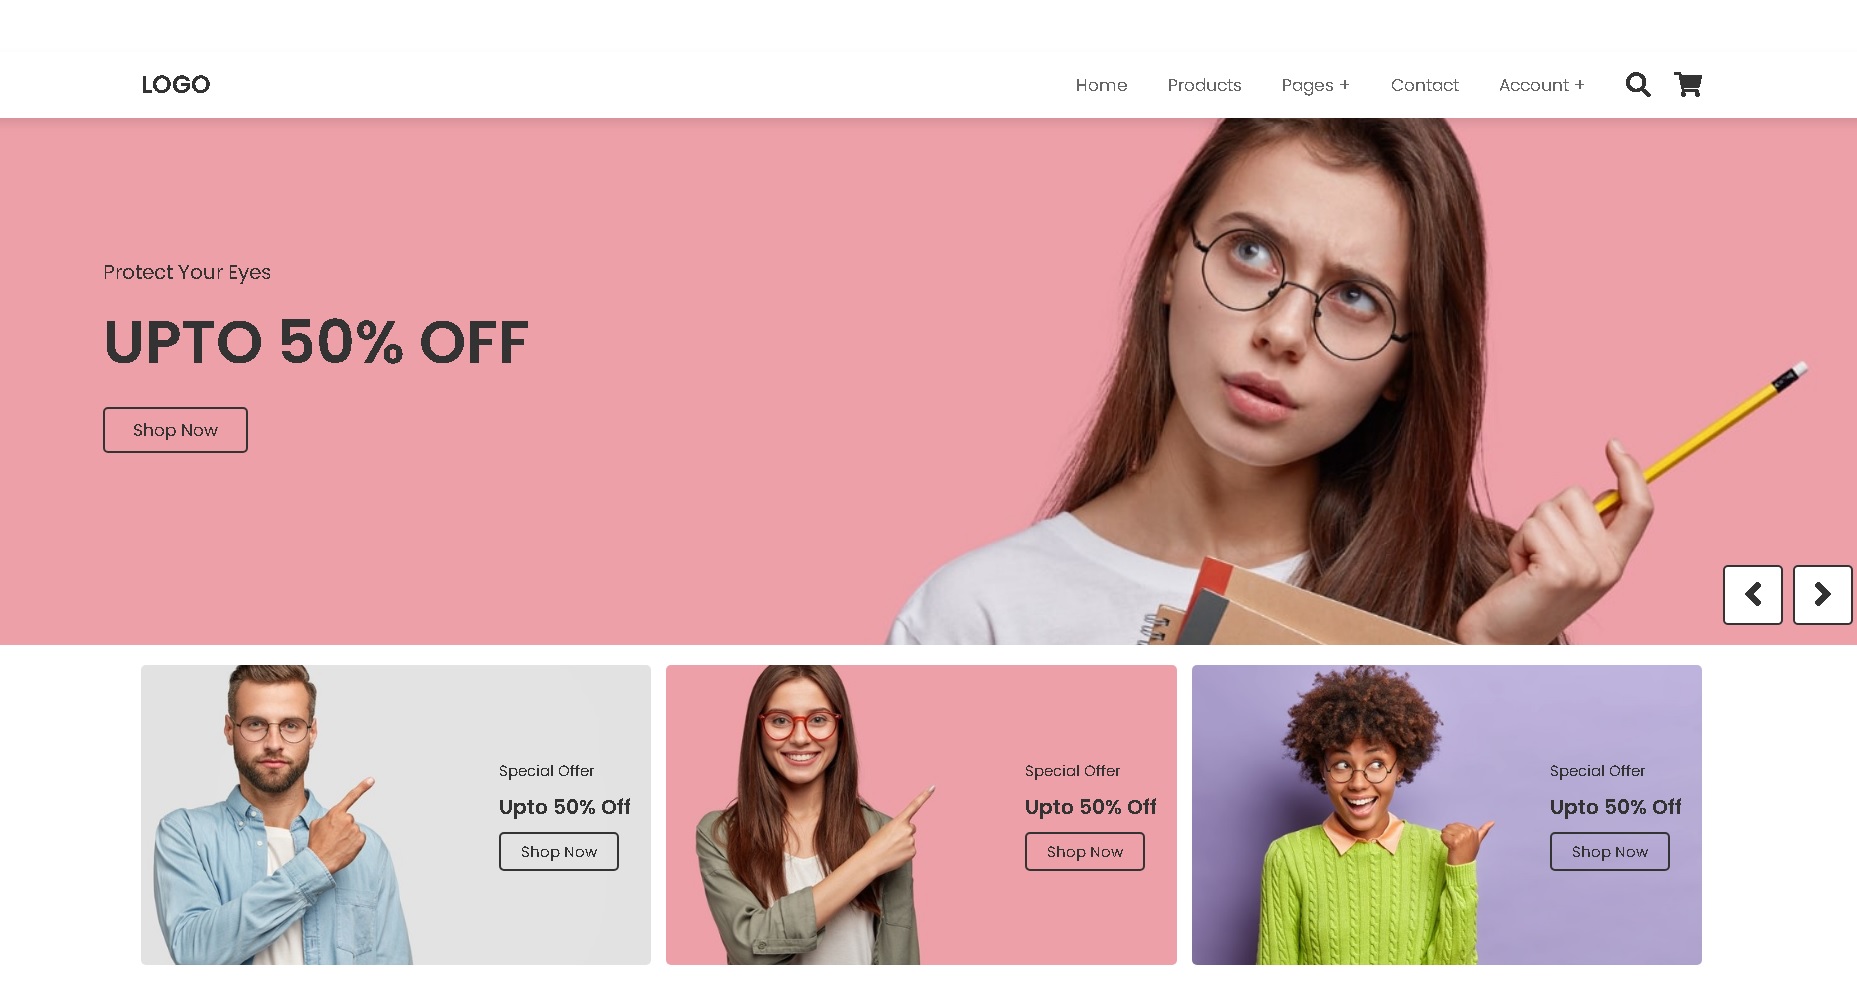 LOGO
Home Products Pages + Contact Account +
Protect Your Eyes
UPTO 50% OFF
Shop Now
Special Offer
Upto 50% Off
Shop Now
Special Offer
Upto 50% Off
Shop Now
Special Offer
Upto 50% Off
Shop Now